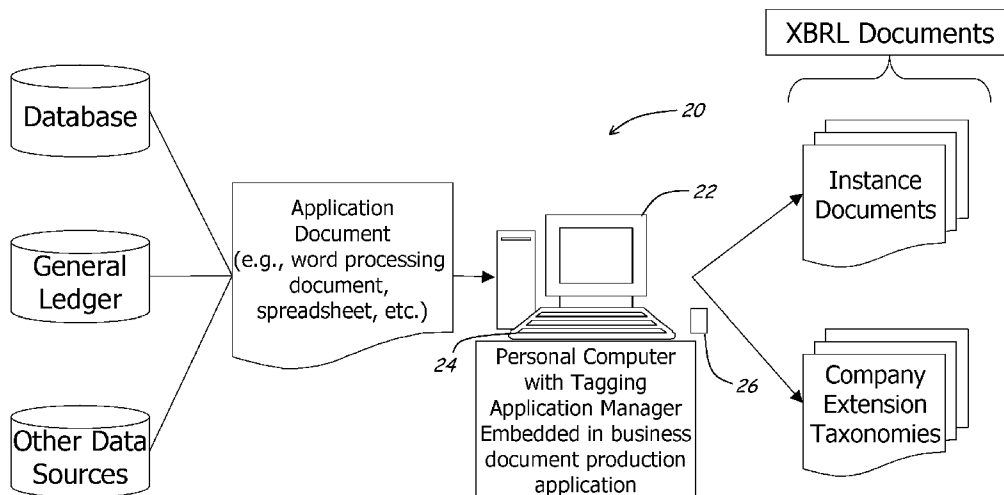 XBRL Documents
Database
General
Ledger
Other Data
Sources
Application
Document
(e.g., word processing
document,
spreadsheet, etc.)
20
22
24
26
Personal Computer
with Tagging
Application Manager
Embedded in business
document production
application
Instance
Documents
Company
Extension
Taxonomies